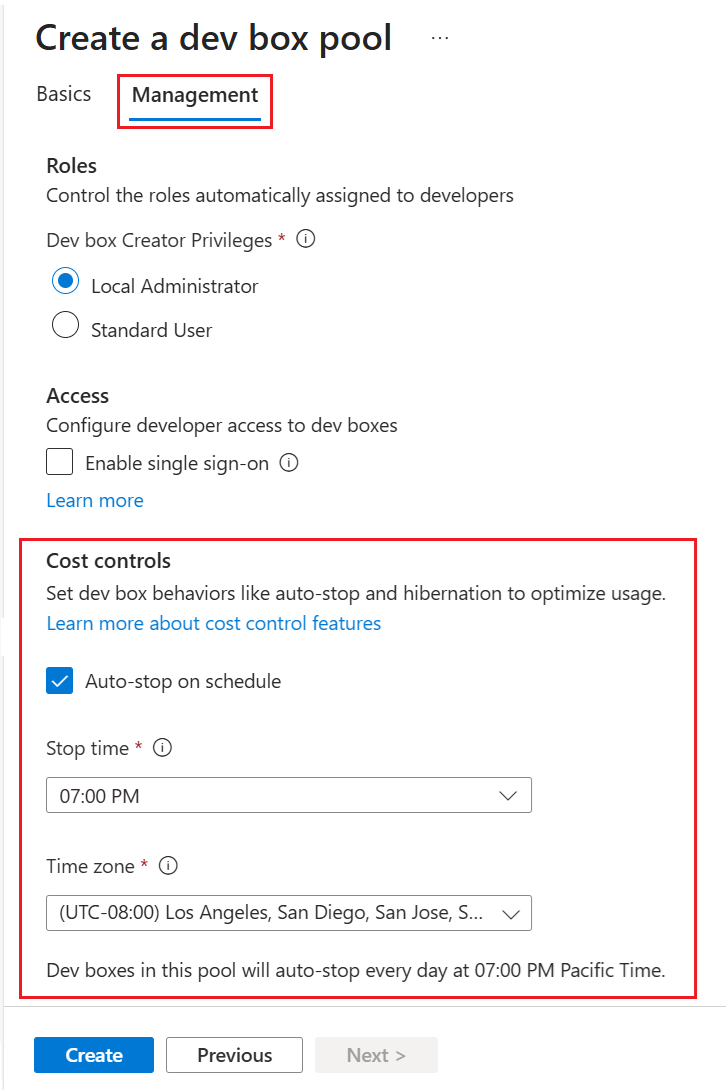 Create a dev box pool ...
Basics Management
Roles
Control the roles automatically assigned to developers
Dev box Creator Privileges *
Local Administrator
Standard User
Access
Configure developer access to dev boxes
Enable single sign-on
Learn more
Cost controls
Set dev box behaviors like auto-stop and hibernation to optimize usage.
Learn more about cost control features
Auto-stop on schedule
Stop time *
07:00 PM
Time zone *
(UTC-08:00) Los Angeles, San Diego, San Jose, S...
Dev boxes in this pool will auto-stop every day at 07:00 PM Pacific Time.
Create Previous Next >